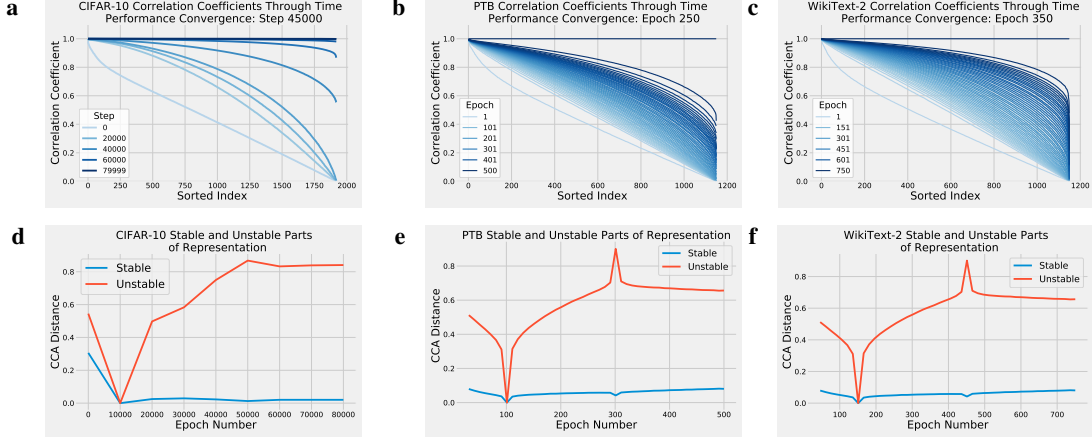 a
CIFAR-10 Correlation Coefficients Through Time
Performance Convergence: Step 45000
Correlation Coefficient
1.0
0.8
0.6
0.4
0.2
0.0
Step
0
20000
40000
60000
79999
0 250 500 750 1000 1250 1500 1750 2000
Sorted Index
b
PTB Correlation Coefficients Through Time
Performance Convergence: Epoch 250
Correlation Coefficient
1.0
0.8
0.6
0.4
0.2
0.0
Epoch
1
101
201
301
401
500
0 200 400 600 800 1000 1200
Sorted Index
c
WikiText-2 Correlation Coefficients Through Time
Performance Convergence: Epoch 350
Correlation Coefficient
1.0
0.8
0.6
0.4
0.2
0.0
Epoch
1
151
301
451
601
750
0 200 400 600 800 1000 1200
Sorted Index
d
CIFAR-10 Stable and Unstable Parts
of Representation
CCA Distance
0.8
0.6
0.4
0.2
0.0
Stable
Unstable
0 10000 20000 30000 40000 50000 60000 70000 80000
Epoch Number
e
PTB Stable and Unstable Parts of Representation
CCA Distance
0.8
0.6
0.4
0.2
0.0
Stable
Unstable
100 200 300 400 500
Epoch Number
f
WikiText-2 Stable and Unstable Parts
of Representation
CCA Distance
0.8
0.6
0.4
0.2
0.0
Stable
Unstable
100 200 300 400 500 600 700
Epoch Number